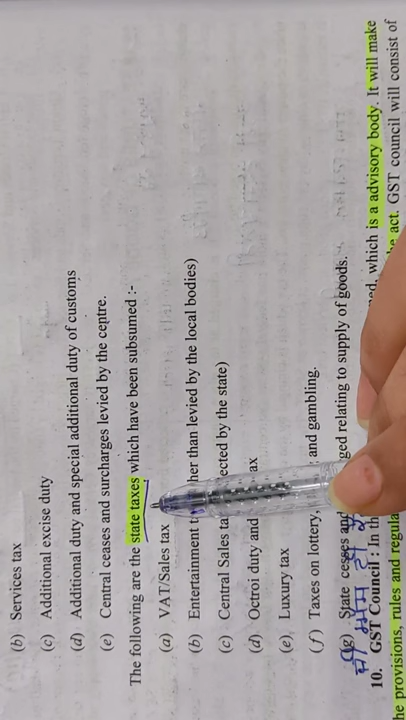 (b) Services tax
(c) Additional excise duty
(d) Additional duty and special additional duty of customs
(e) Central ceases and surcharges levied by the centre.
The following are the state taxes which have been subsumed :-
(a) VAT/Sales tax
(b) Entertainment t her than levied by the local bodies)
(c) Central Sales ta ected by the state)
(d) Octroi duty and ax
(e) Luxury tax
(f) Taxes on lottery, and gambling.
(g) State cesses and ged relating to supply of goods.
10. GST Council : In th ed, which is a advisory body. It will make
he provisions, rules and regula e act. GST council will consist of